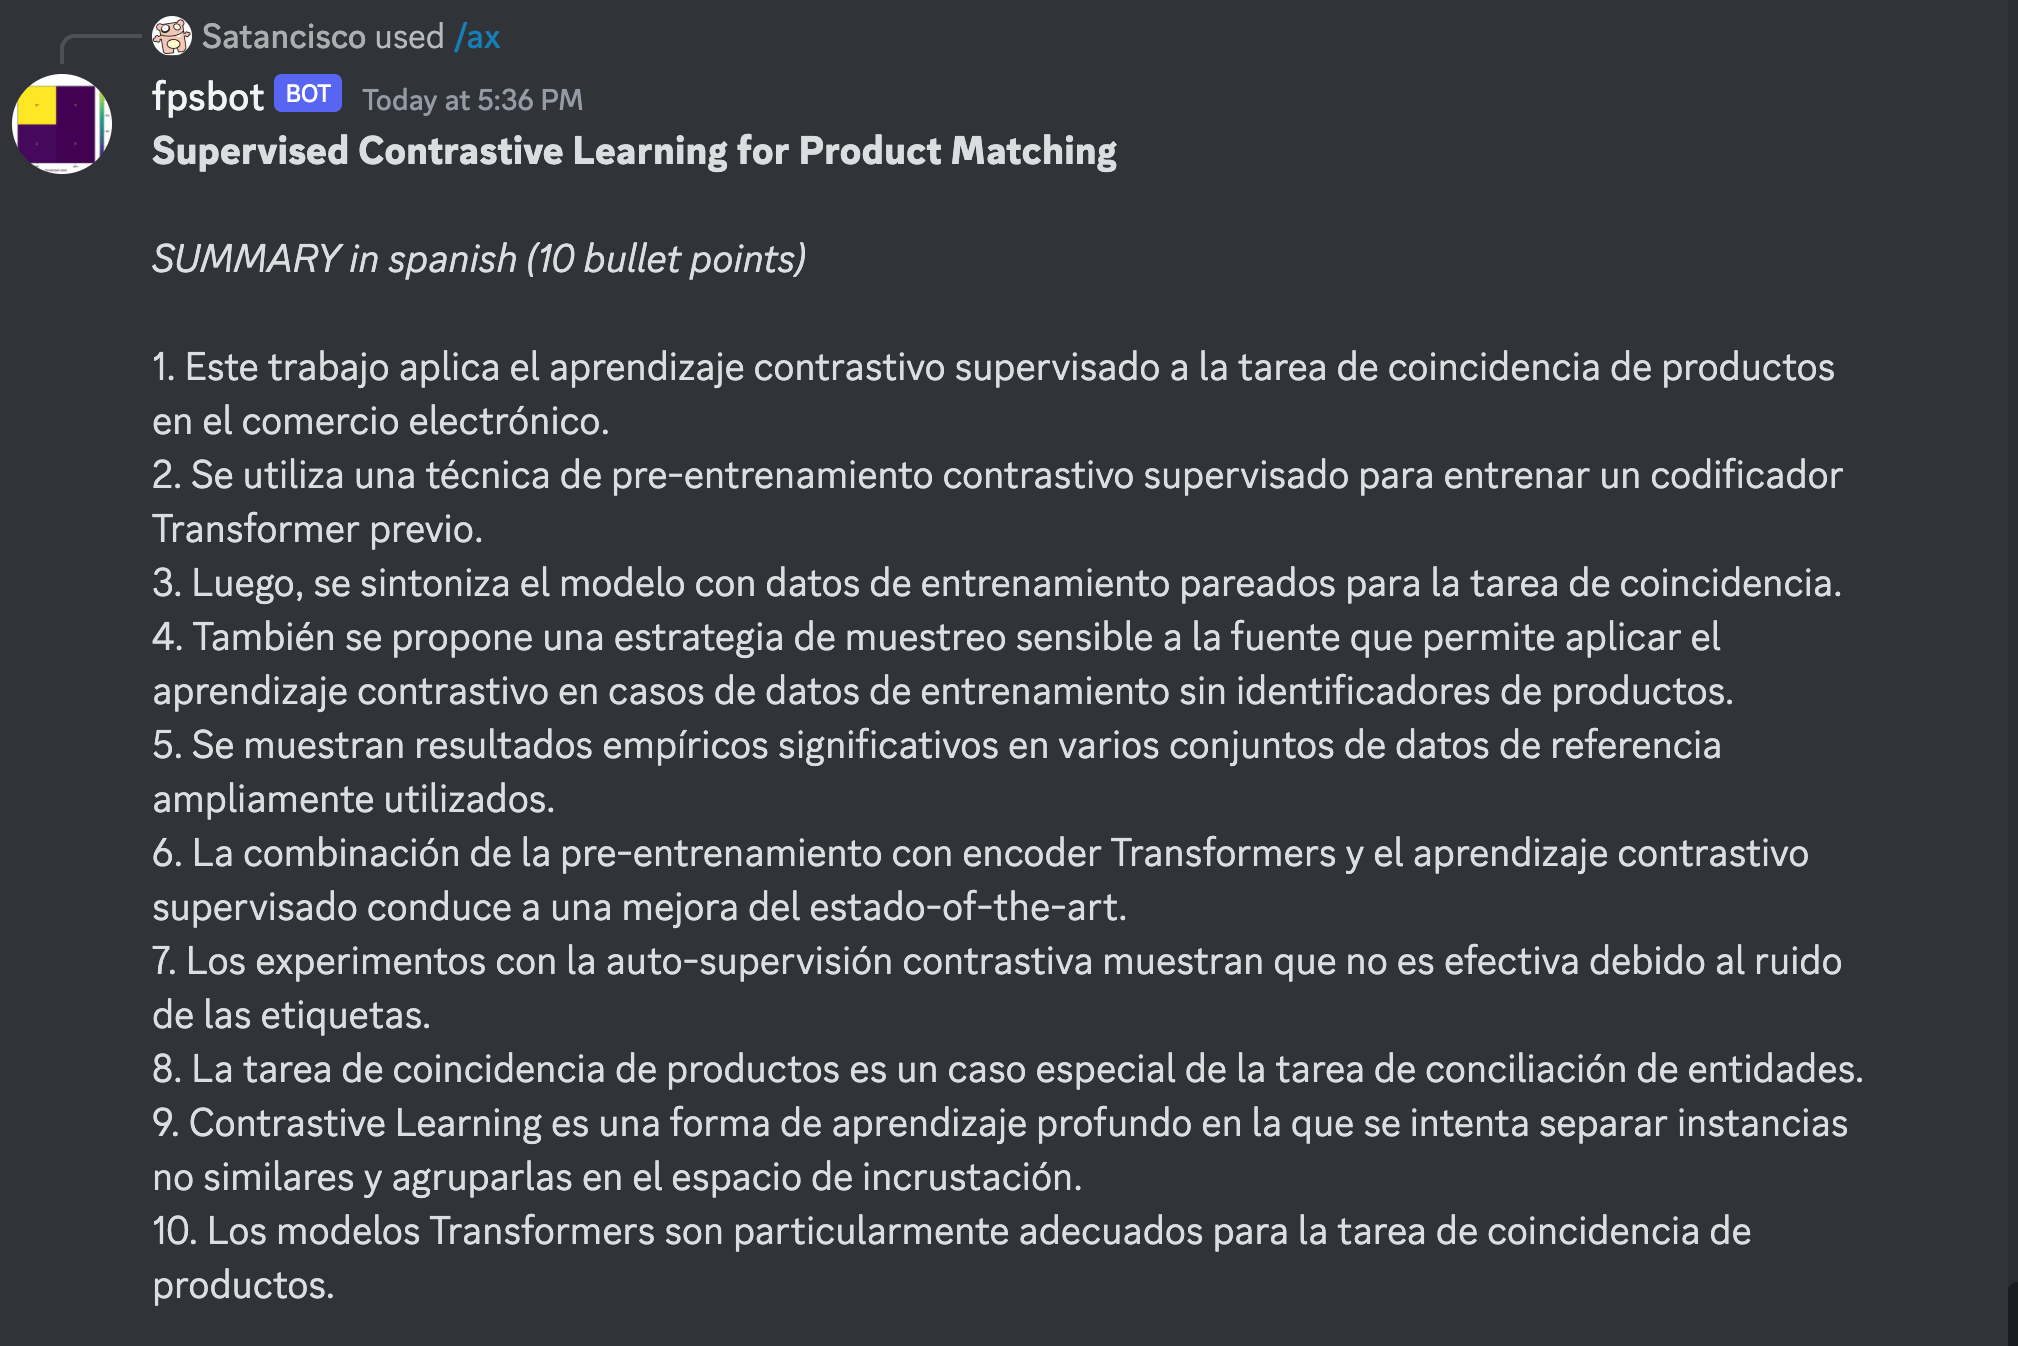 Satancisco used /ax
fpsbot BOT Today at 5:36 PM
Supervised Contrastive Learning for Product Matching
SUMMARY in spanish (10 bullet points)
1. Este trabajo aplica el aprendizaje contrastivo supervisado a la tarea de coincidencia de productos
en el comercio electrónico.
2. Se utiliza una técnica de pre-entrenamiento contrastivo supervisado para entrenar un codificador
Transformer previo.
3. Luego, se sintoniza el modelo con datos de entrenamiento pareados para la tarea de coincidencia.
4. También se propone una estrategia de muestreo sensible a la fuente que permite aplicar el
aprendizaje contrastivo en casos de datos de entrenamiento sin identificadores de productos.
5. Se muestran resultados empíricos significativos en varios conjuntos de datos de referencia
ampliamente utilizados.
6. La combinación de la pre-entrenamiento con encoder Transformers y el aprendizaje contrastivo
supervisado conduce a una mejora del estado-of-the-art.
7. Los experimentos con la auto-supervisión contrastiva muestran que no es efectiva debido al ruido
de las etiquetas.
8. La tarea de coincidencia de productos es un caso especial de la tarea de conciliación de entidades.
9. Contrastive Learning es una forma de aprendizaje profundo en la que se intenta separar instancias
no similares y agruparlas en el espacio de incrustación.
10. Los modelos Transformers son particularmente adecuados para la tarea de coincidencia de
productos.